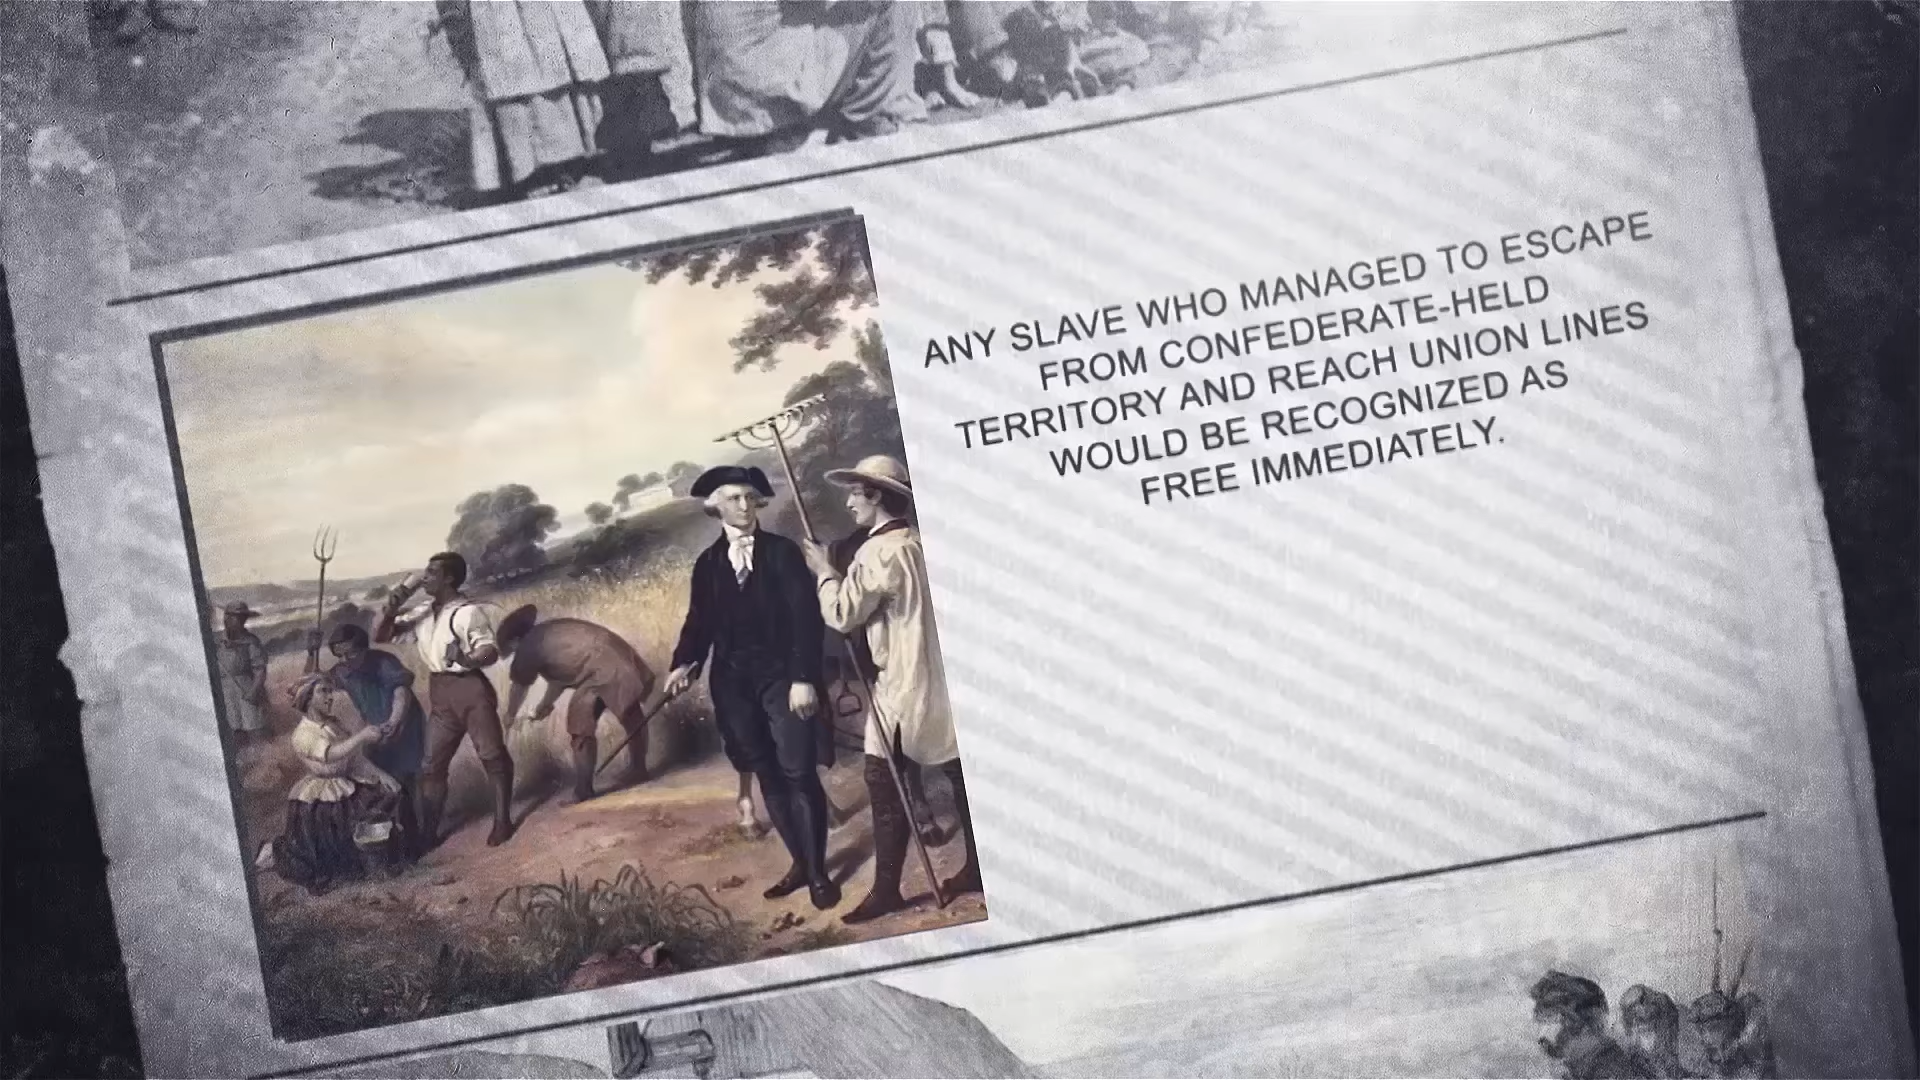 ANY SLAVE WHO MANAGED TO ESCAPE
FROM CONFEDERATE-HELD
TERRITORY AND REACH UNION LINES
WOULD BE RECOGNIZED AS
FREE IMMEDIATELY.